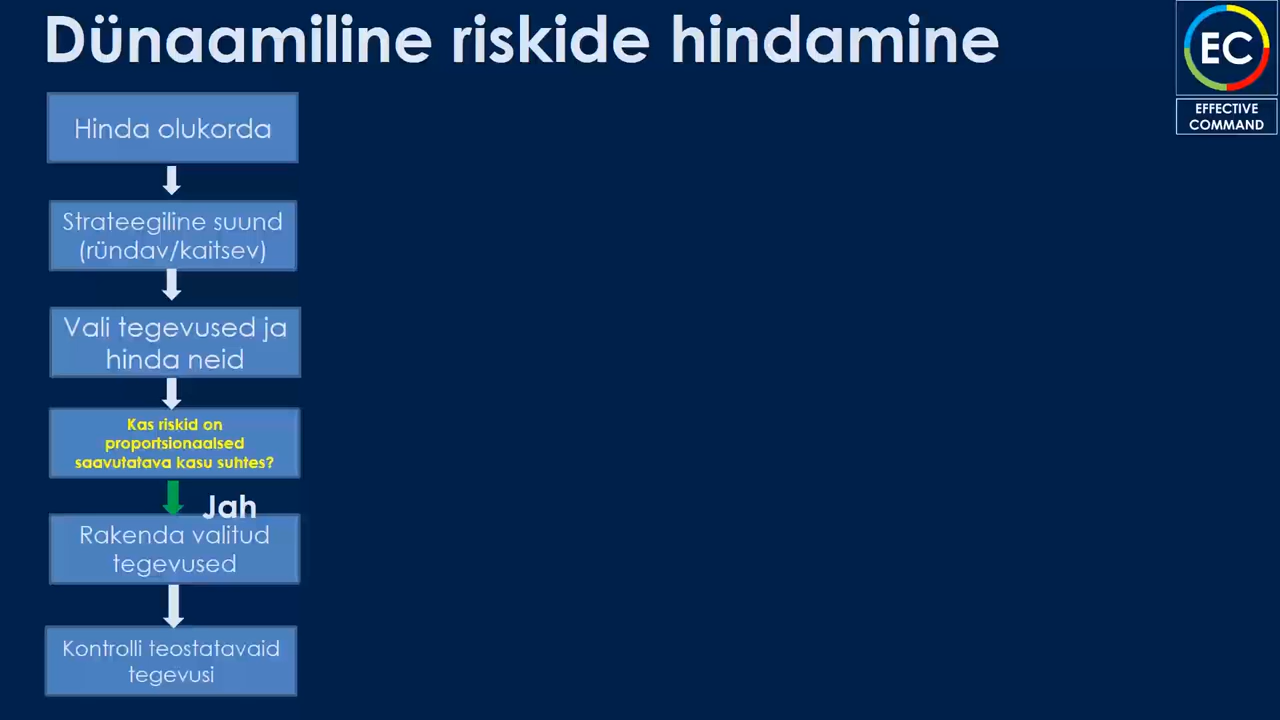 Dünaamiline riskide hindamine
EC
EFFECTIVE
COMMAND
Hinda olukorda
Strateegiline suund
(ründav/kaitsev)
Vali tegevused ja
hinda neid
Kas riskid on
proportsionaalsed
saavutatava kasu suhtes?
Jah
Rakenda valitud
tegevused
Kontrolli teostatavaid
tegevusi